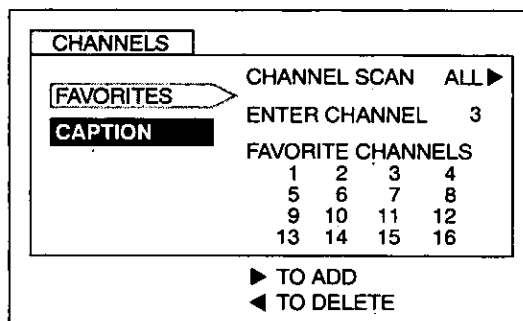 CHANNELS
FAVORITES
CAPTION
CHANNEL SCAN ALL ▶
ENTER CHANNEL 3
FAVORITE CHANNELS
1 2 3 4
5 6 7 8
9 10 11 12
13 14 15 16
▶ TO ADD
◀ TO DELETE